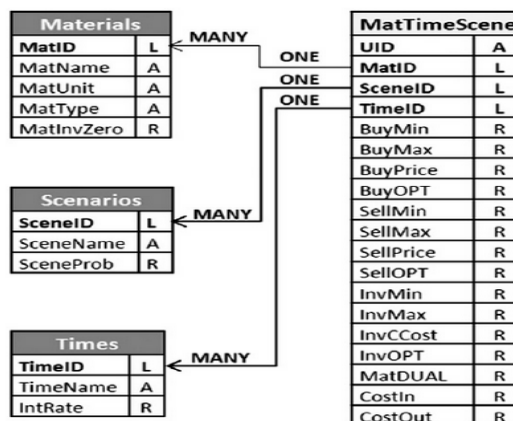 Materials
MatID L
MatName A
MatUnit A
MatType A
MatInvZero R
MANY
ONE
Scenarios
SceneID L
SceneName A
SceneProb R
MANY
ONE
Times
TimeID L
TimeName A
IntRate R
MANY
ONE
MatTimeScene
UID A
MatID L
SceneID L
TimeID L
BuyMin R
BuyMax R
BuyPrice R
BuyOPT R
SellMin R
SellMax R
SellPrice R
SellOPT R
InvMin R
InvMax R
InvCCost R
InvOPT R
MatDUAL R
CostIn R
CostOut R